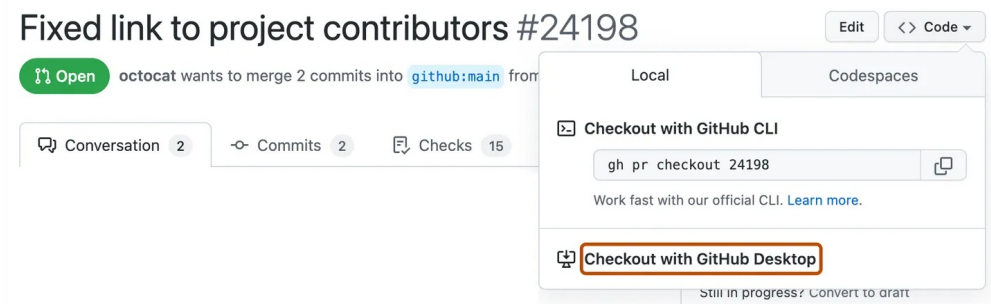 Fixed link to project contributors #24198
Edit
<> Code
Open
octocat wants to merge 2 commits into github:main from
Local
Codespaces
Conversation 2
Commits 2
Checks 15
Checkout with GitHub CLI
gh pr checkout 24198
Work fast with our official CLI. Learn more.
Checkout with GitHub Desktop
Still in progress? Convert to draft